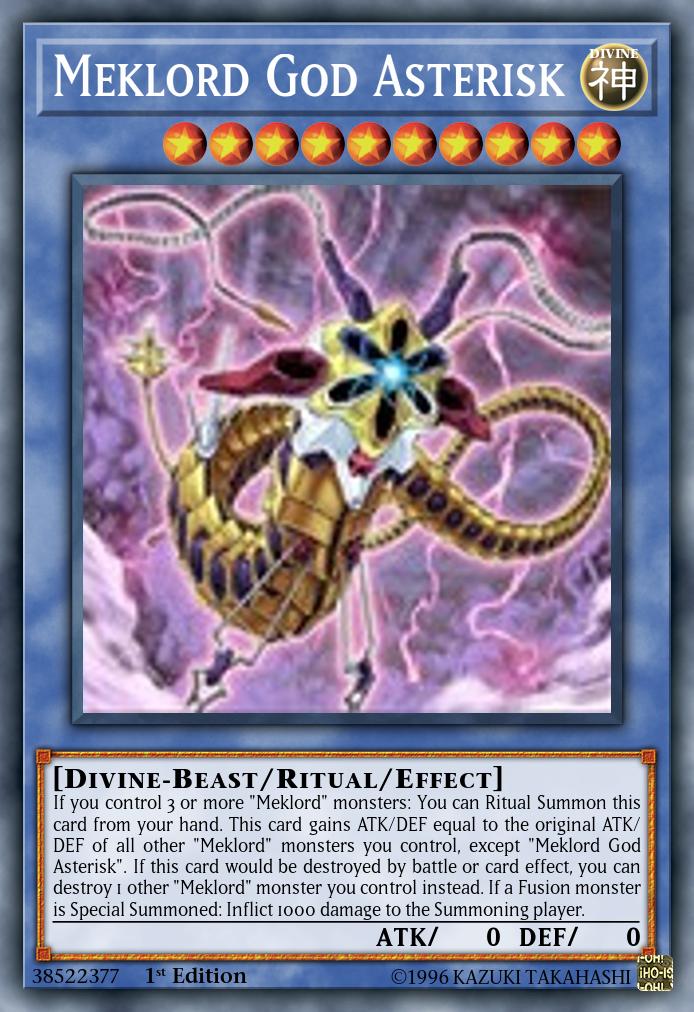 Meklord God Asterisk
DIVINE
神
[Divine-Beast/Ritual/Effect]
If you control 3 or more "Meklord" monsters: You can Ritual Summon this
card from your hand. This card gains ATK/DEF equal to the original ATK/
DEF of all other "Meklord" monsters you control, except "Meklord God
Asterisk". If this card would be destroyed by battle or card effect, you can
destroy 1 other "Meklord" monster you control instead. If a Fusion monster
is Special Summoned: Inflict 1000 damage to the Summoning player.
ATK/ 0 DEF/ 0
38522377 1st Edition ©1996 KAZUKI TAKAHASHI